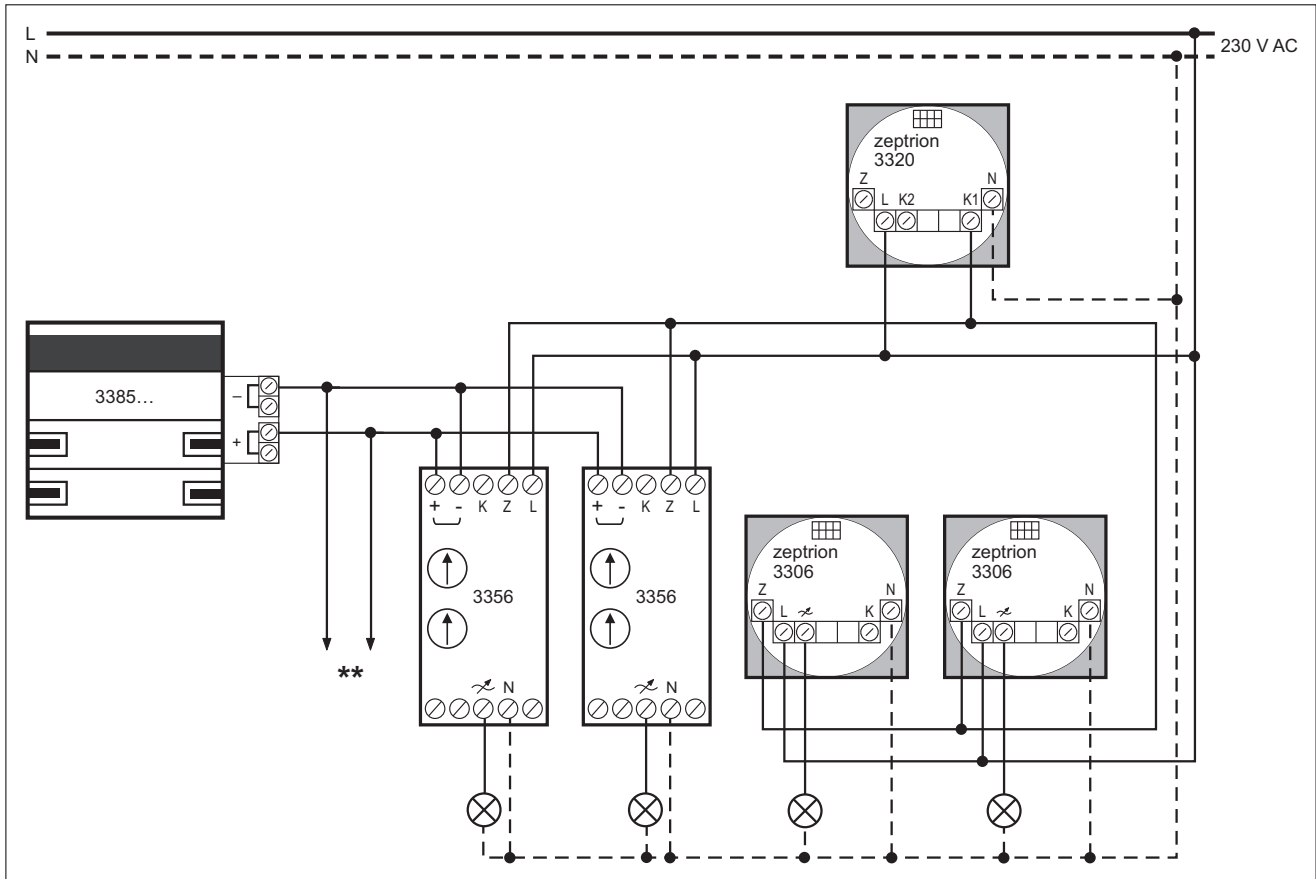 L
N
230 V AC
zeptrion
3320
Z
N
L K2
K1
3385…
–
+
+ - K Z L
+ - K Z L
3356
3356
zeptrion
3306
Z
N
L
K
zeptrion
3306
Z
N
L
K
**
N
N